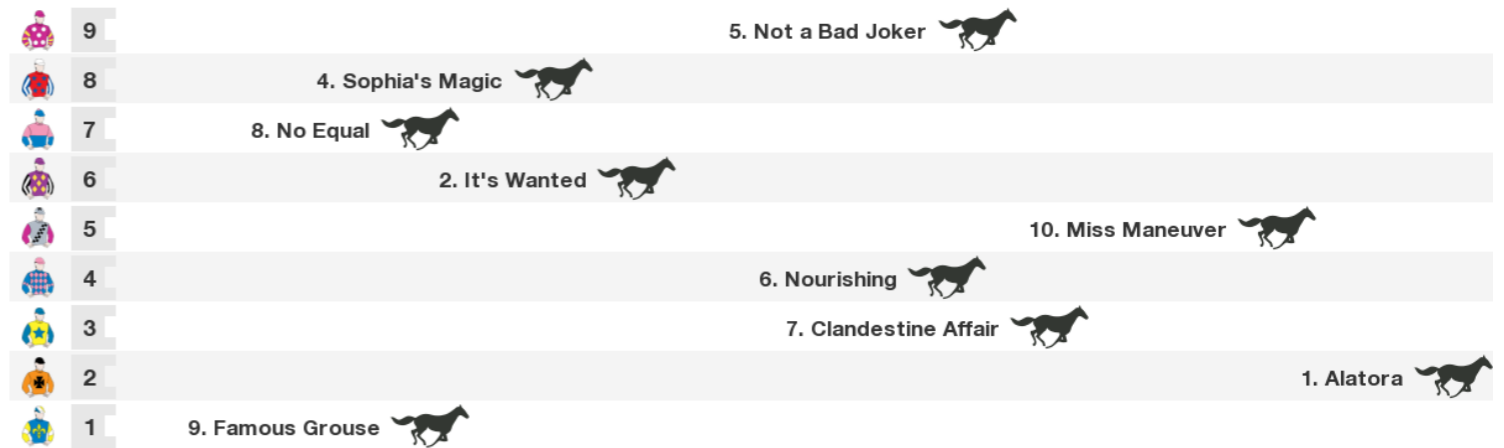 9 5. Not a Bad Joker
8 4. Sophia's Magic
7 8. No Equal
6 2. It's Wanted
5 10. Miss Maneuver
4 6. Nourishing
3 7. Clandestine Affair
2 1. Alatora
1 9. Famous Grouse